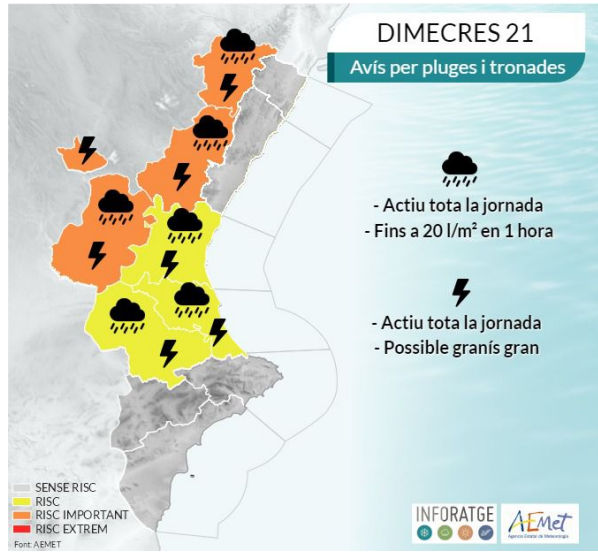 DIMECRES 21
Avís per pluges i tronades
- Actiu tota la jornada
- Fins a 20 l/m² en 1 hora
- Actiu tota la jornada
- Possible granís gran
SENSE RISC
RISC
RISC IMPORTANT
RISC EXTREM
Font: AEMET
INFORATGE
AEMet
Agencia Estatal de Meteorología